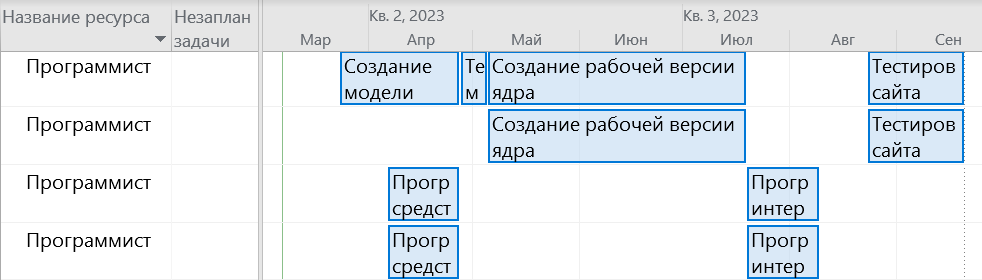 Название ресурса
Незаплан
задачи
Кв. 2, 2023
Кв. 3, 2023
Мар
Апр
Май
Июн
Июл
Авг
Сен
Программист
Создание
модели
Те
м
Создание рабочей версии
ядра
Тестиров
сайта
Программист
Создание рабочей версии
ядра
Тестиров
сайта
Программист
Прогр
средст
Прогр
интер
Программист
Прогр
средст
Прогр
интер